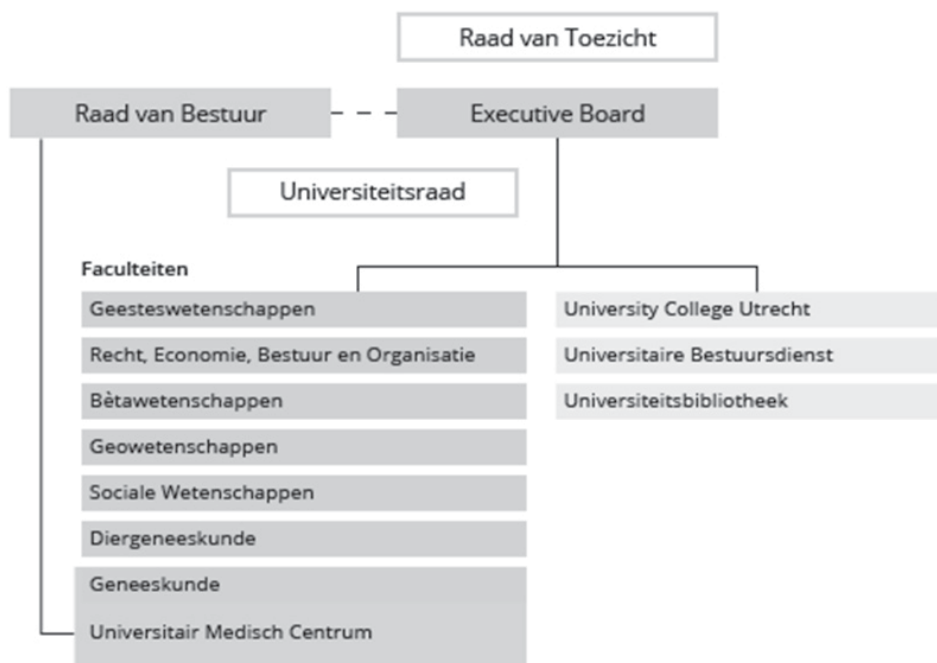 Raad van Toezicht
Raad van Bestuur
Executive Board
Universiteitsraad
Faculteiten
Geesteswetenschappen
University College Utrecht
Recht, Economie, Bestuur en Organisatie
Universitaire Bestuursdienst
Bètawetenschappen
Universiteitsbibliotheek
Geowetenschappen
Sociale Wetenschappen
Diergeneeskunde
Geneeskunde
Universitair Medisch Centrum